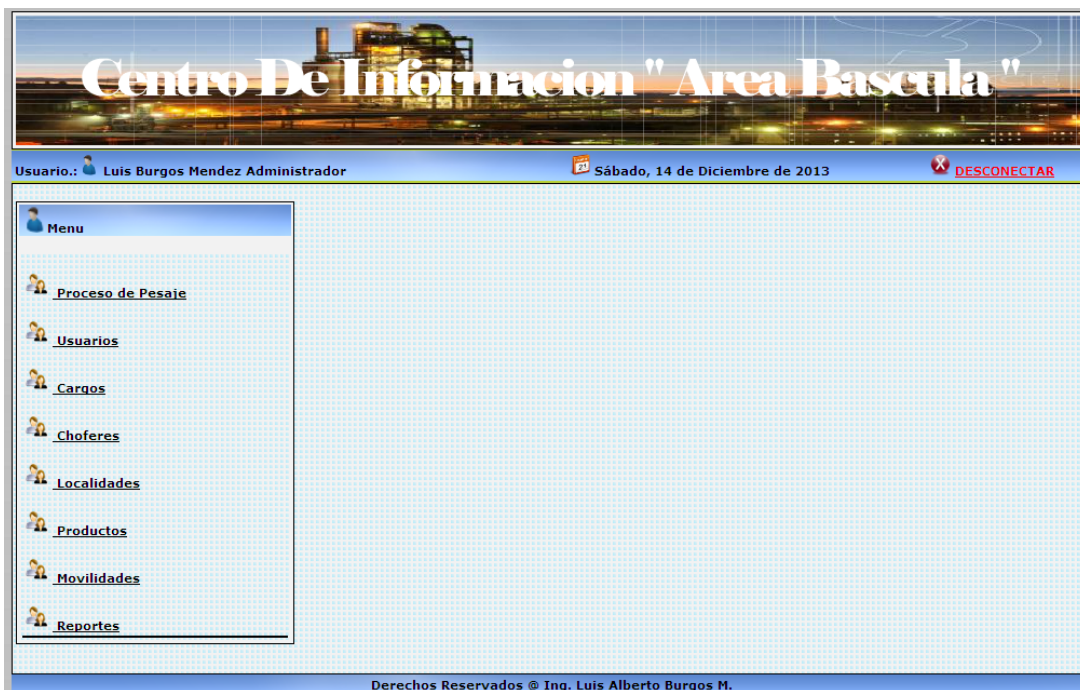 Centro De Informacion " Area Bascula "
Usuario.: Luis Burgos Mendez Administrador Sábado, 14 de Diciembre de 2013 DESCONECTAR
Menu
Proceso de Pesaje
Usuarios
Cargos
Choferes
Localidades
Productos
Movilidades
Reportes
Derechos Reservados @ Ing. Luis Alberto Burgos M.